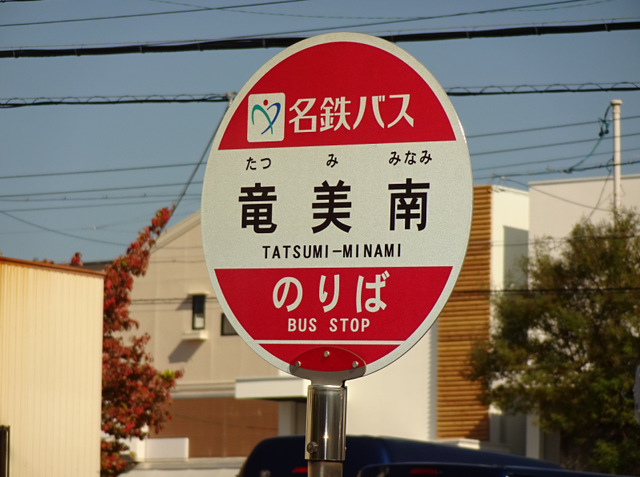 名鉄バス
たつ み みなみ
竜美南
TATSUMI-MINAMI
のりば
BUS STOP